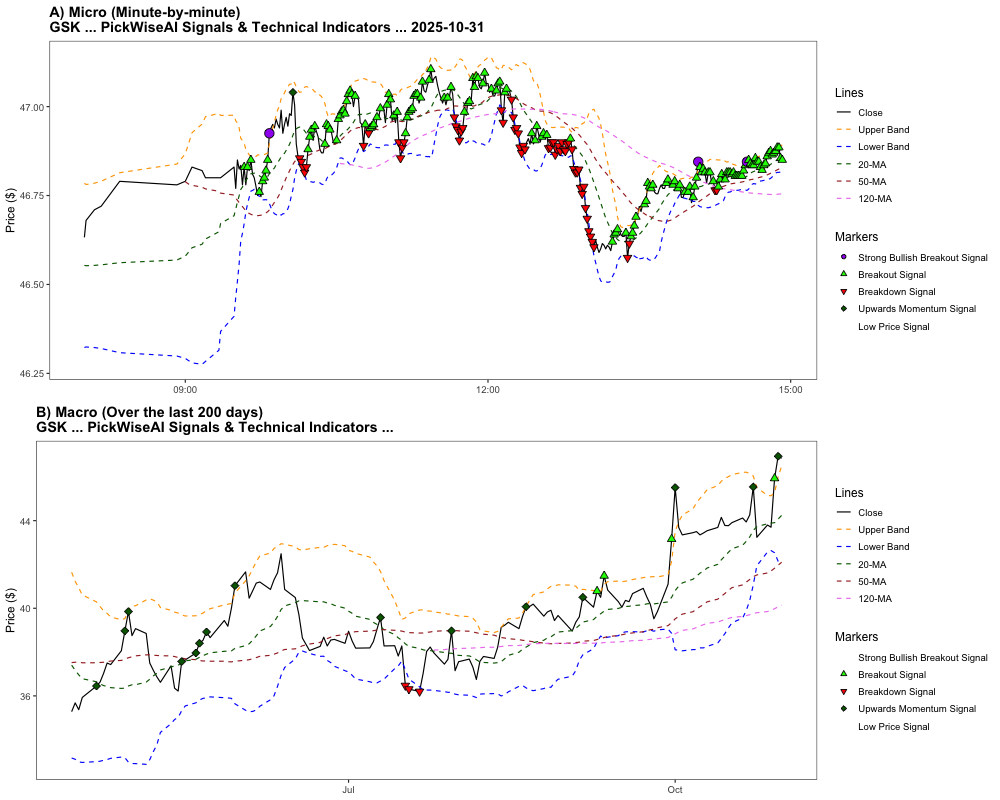 A) Micro (Minute-by-minute)
GSK ... PickWiseAI Signals & Technical Indicators ... 2025-10-31
47.00
46.75
46.50
46.25
Price ($)
09:00
12:00
15:00
Lines
Close
Upper Band
Lower Band
20-MA
50-MA
120-MA
Markers
Strong Bullish Breakout Signal
Breakout Signal
Breakdown Signal
Upwards Momentum Signal
Low Price Signal
B) Macro (Over the last 200 days)
GSK ... PickWiseAI Signals & Technical Indicators ...
44
40
36
Price ($)
Jul
Oct
Lines
Close
Upper Band
Lower Band
20-MA
50-MA
120-MA
Markers
Strong Bullish Breakout Signal
Breakout Signal
Breakdown Signal
Upwards Momentum Signal
Low Price Signal